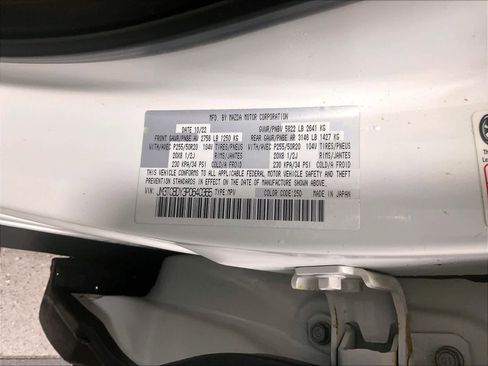 MFD. BY MAZDA MOTOR CORPORATION
DATE 10/22 GVWR/PNBV 5822 LB 2641 KG
FRONT GAWR/PNBE AV 2756 LB 1250 KG REAR GAWR/PNBE AR 3146 LB 1427 KG
WITH/AVEC P255/50R20 104V TIRES/PNEUS WITH/AVEC P255/50R20 104V TIRES/PNEUS
20X8 1/2J RIMS/JANTES 20X8 1/2J RIMS/JANTES
230 KPA/34 PSI COLD/A FROID 230 KPA/34 PSI COLD/A FROID
THIS VEHICLE CONFORMS TO ALL APPLICABLE FEDERAL MOTOR VEHICLE SAFETY, BUMPER, AND
THEFT PREVENTION STANDARDS IN EFFECT ON THE DATE OF MANUFACTURE SHOWN ABOVE.
TYPE:MPV COLOR CODE:25D MADE IN JAPAN